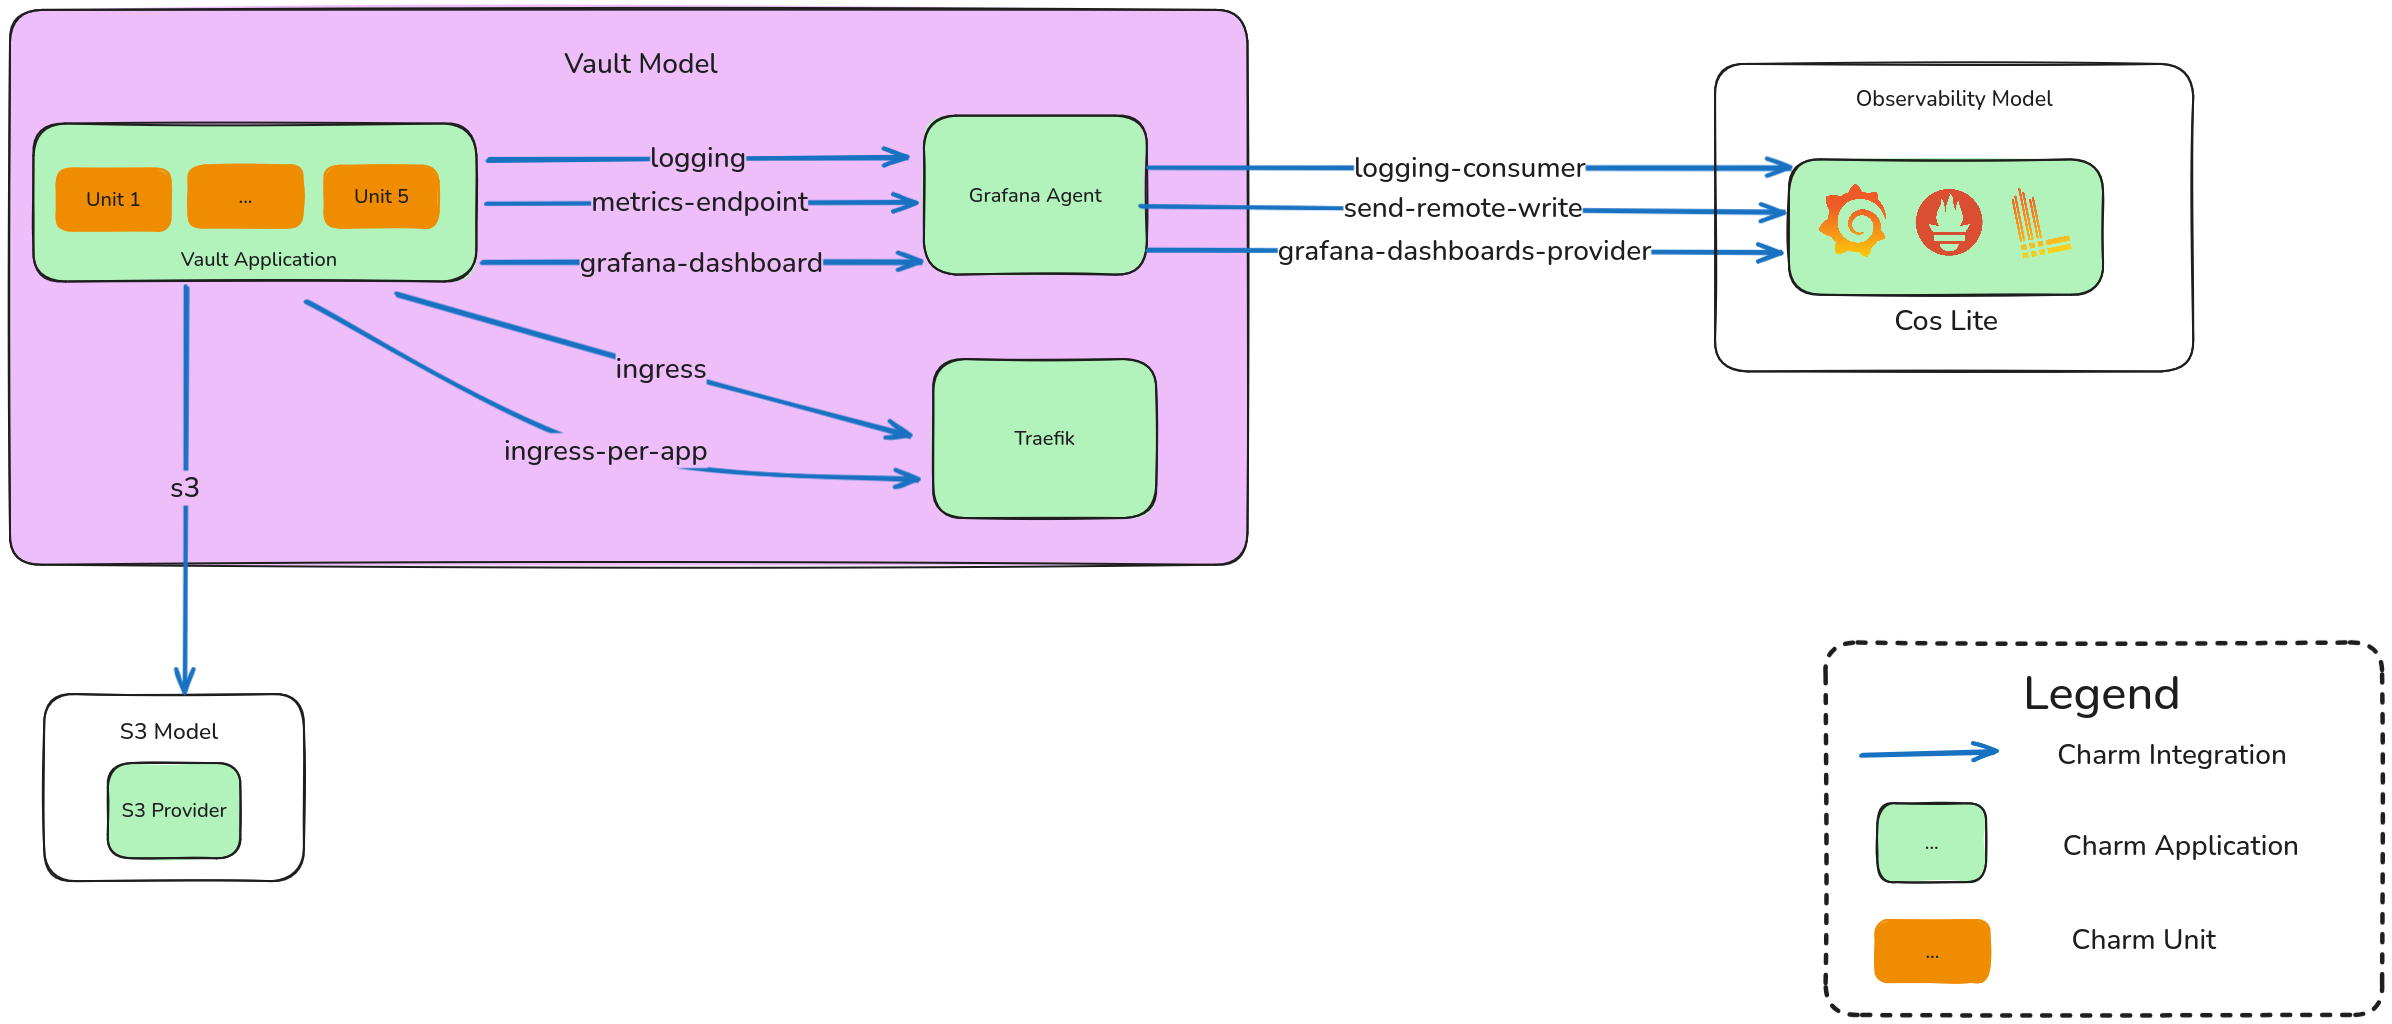 Vault Model
Unit 1
...
Unit 5
Vault Application
logging
metrics-endpoint
grafana-dashboard
Grafana Agent
ingress
ingress-per-app
Traefik
s3
logging-consumer
send-remote-write
grafana-dashboards-provider
Observability Model
Cos Lite
S3 Model
S3 Provider
Legend
Charm Integration
...
Charm Application
...
Charm Unit